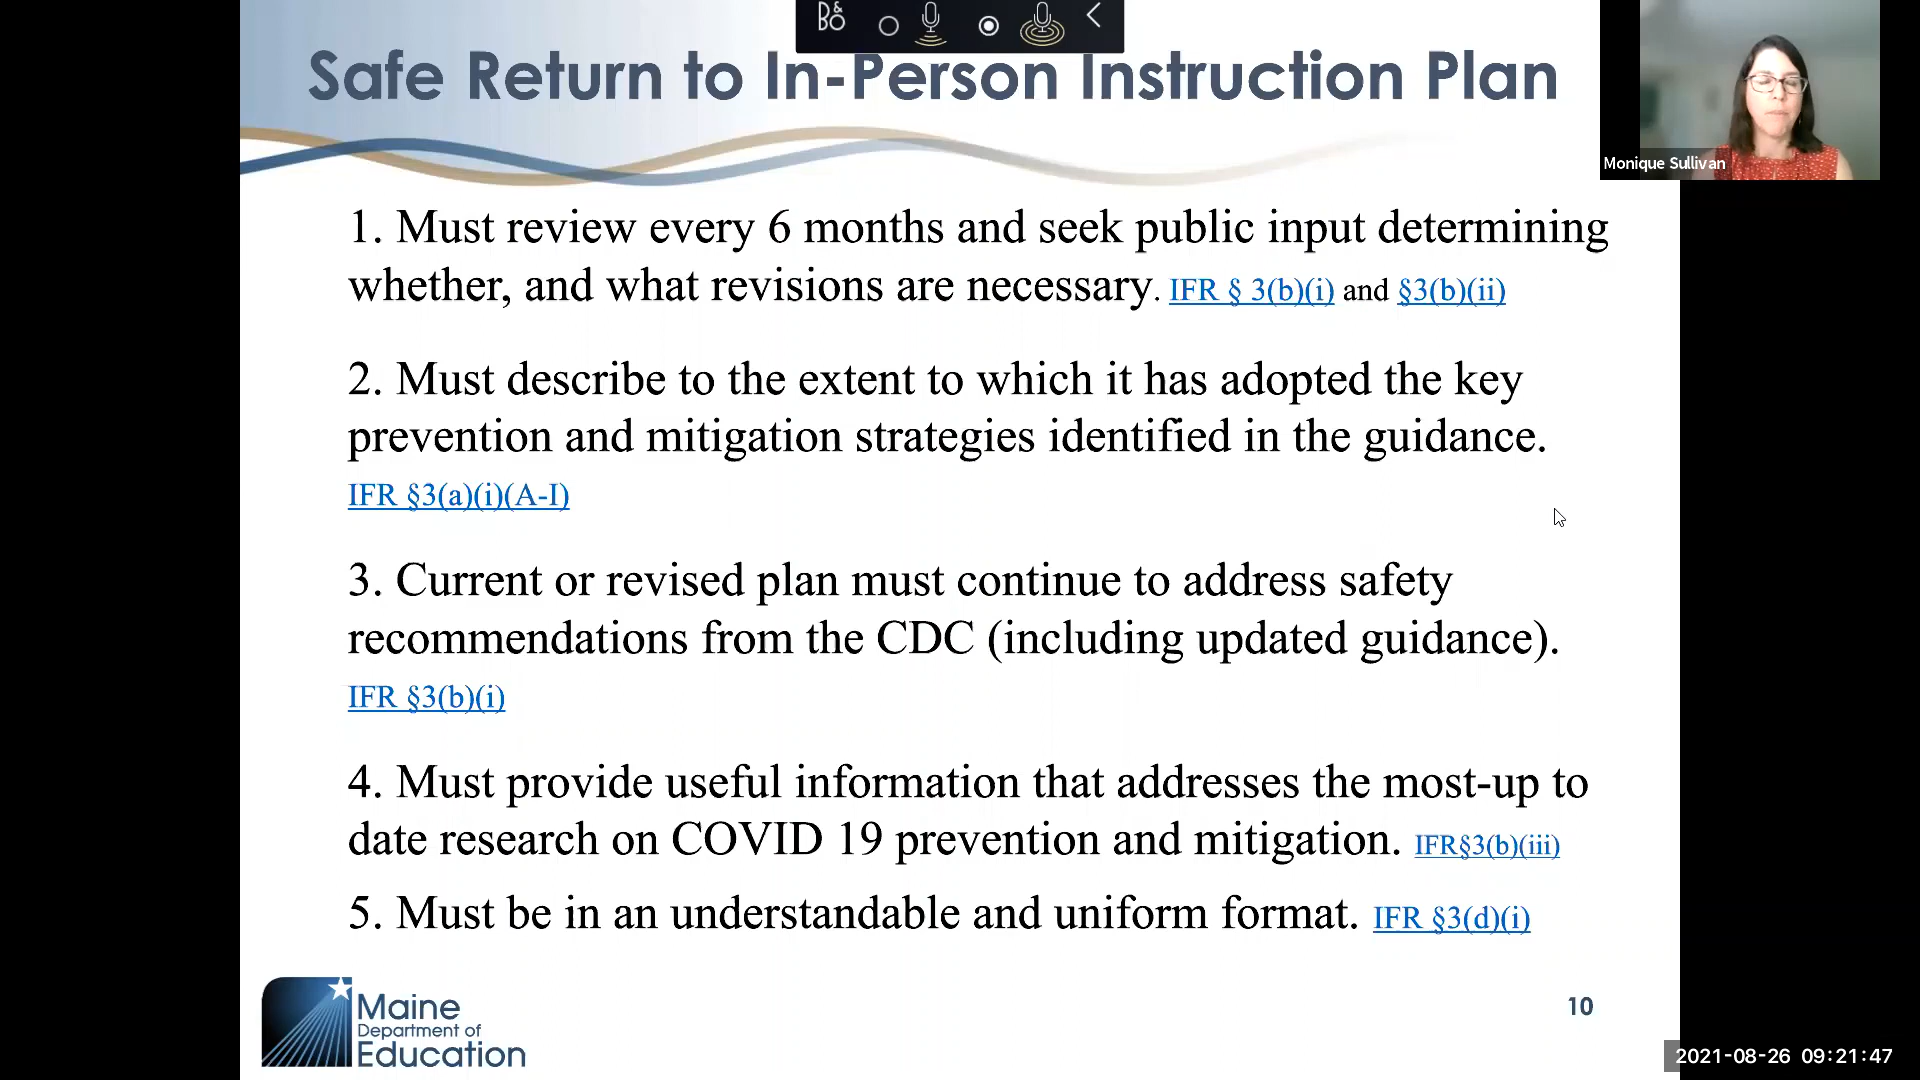 B&O
Safe Return to In-Person Instruction Plan
Monique Sullivan
1. Must review every 6 months and seek public input determining
whether, and what revisions are necessary. IFR § 3(b)(i) and §3(b)(ii)
2. Must describe to the extent to which it has adopted the key
prevention and mitigation strategies identified in the guidance.
IFR §3(a)(i)(A-I)
3. Current or revised plan must continue to address safety
recommendations from the CDC (including updated guidance).
IFR §3(b)(i)
4. Must provide useful information that addresses the most-up to
date research on COVID 19 prevention and mitigation. IFR§3(b)(iii)
5. Must be in an understandable and uniform format. IFR §3(d)(i)
Maine
Department of
Education
10
2021-08-26 09:21:47